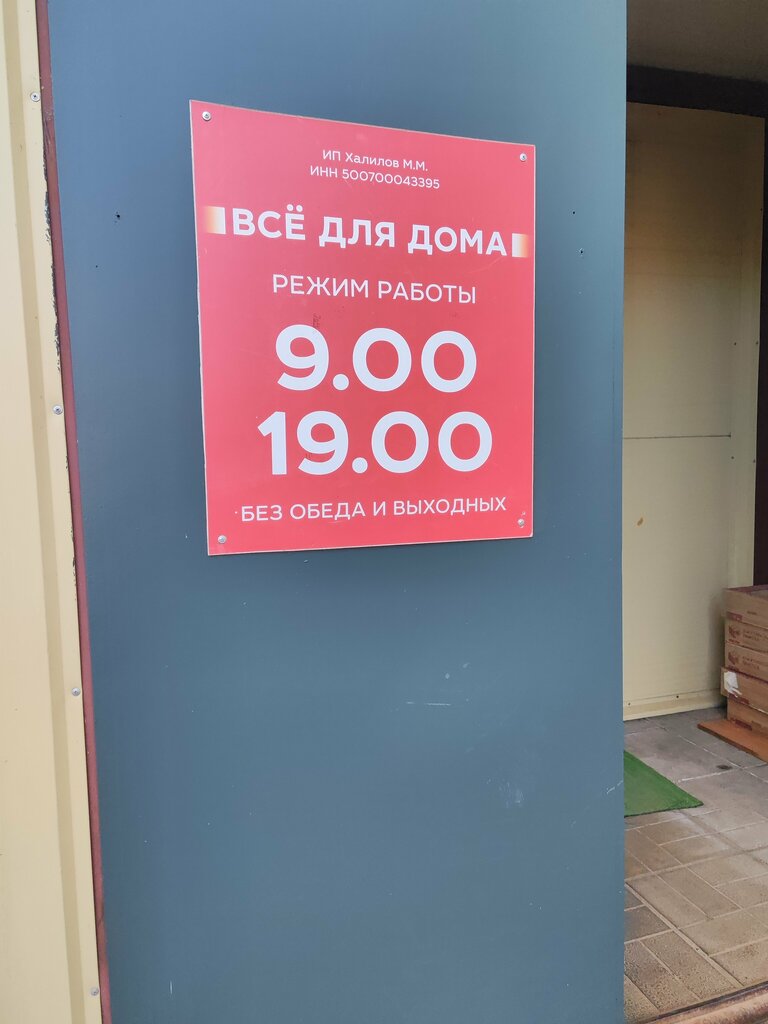 ИП Халилов М.М.
ИНН 500700043395
ВСЁ ДЛЯ ДОМА
РЕЖИМ РАБОТЫ
9.00
19.00
БЕЗ ОБЕДА И ВЫХОДНЫХ